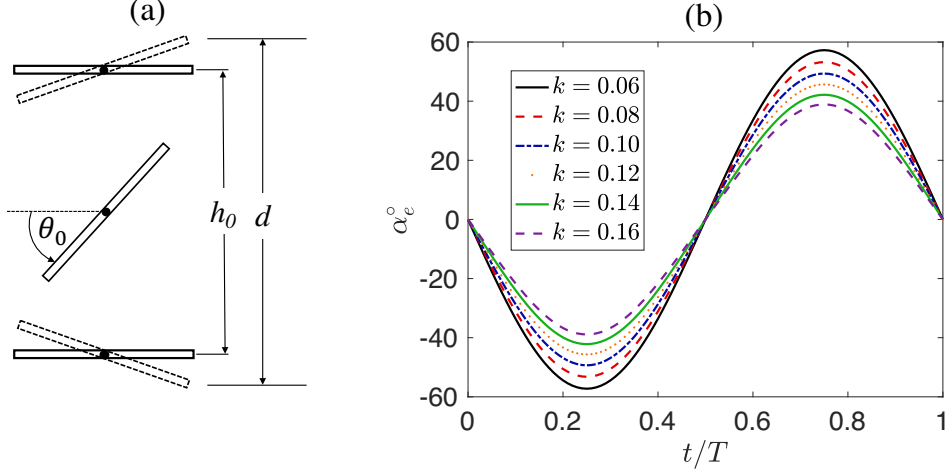 (a)
h₀
d
θ₀
(b)
60
40
20
0
-20
-40
-60
α°ₑ
k = 0.06
k = 0.08
k = 0.10
k = 0.12
k = 0.14
k = 0.16
0
0.2
0.4
0.6
0.8
1
t/T